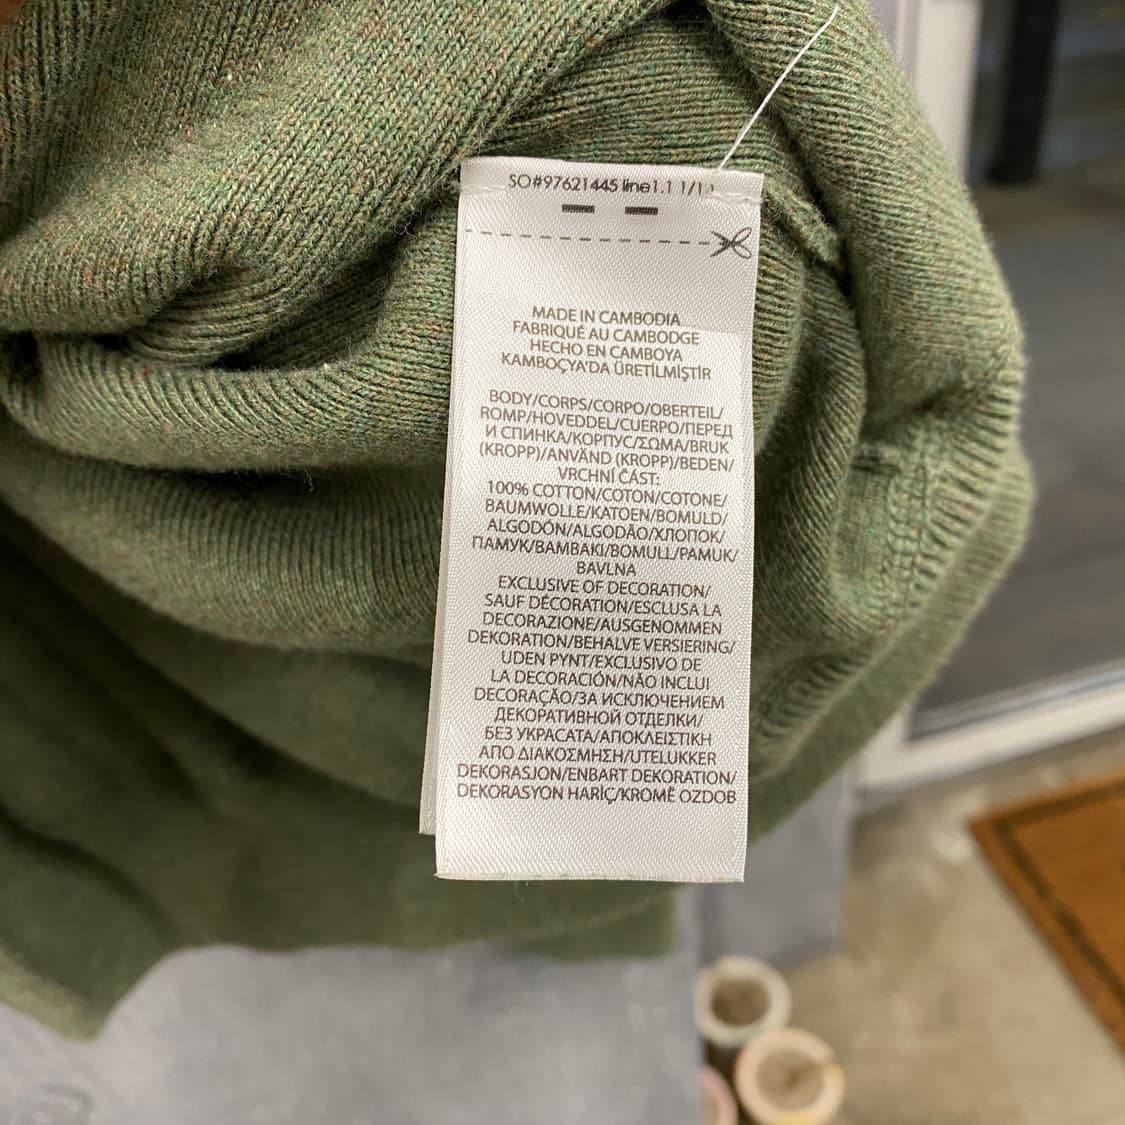 SO#97621445 line1.1 1/1
MADE IN CAMBODIA
FABRIQUÉ AU CAMBODGE
HECHO EN CAMBOYA
KAMBOÇYA'DA ÜRETİLMİŞTİR
BODY/CORPS/CORPO/OBERTEIL/
ROMP/HOVEDDEL/CUERPO/ПЕРЕД
И СПИНКА/КОРПУС/ΣΩΜΑ/BRUK
(KROPP)/ANVÄND (KROPP)/BEDEN/
VRCHNÍ ČÁST:
100% COTTON/COTON/COTONE/
BAUMWOLLE/KATOEN/BOMULD/
ALGODÓN/ALGODÃO/ХЛОПОК/
ПАМУК/ΒΑΜΒΑΚΙ/BOMULL/PAMUK/
BAVLNA
EXCLUSIVE OF DECORATION/
SAUF DÉCORATION/ESCLUSA LA
DECORAZIONE/AUSGENOMMEN
DEKORATION/BEHALVE VERSIERING/
UDEN PYNT/EXCLUSIVO DE
LA DECORACIÓN/NÃO INCLUI
DECORAÇÃO/ЗА ИСКЛЮЧЕНИЕМ
ДЕКОРАТИВНОЙ ОТДЕЛКИ/
БЕЗ УКРАСАТА/ΑΠΟΚΛΕΙΣΤΙΚΗ
ΑΠΟ ΔΙΑΚΟΣΜΗΣΗ/UTELUKKER
DEKORASJON/ENBART DEKORATION/
DEKORASYON HARİÇ/KROMĚ OZDOB